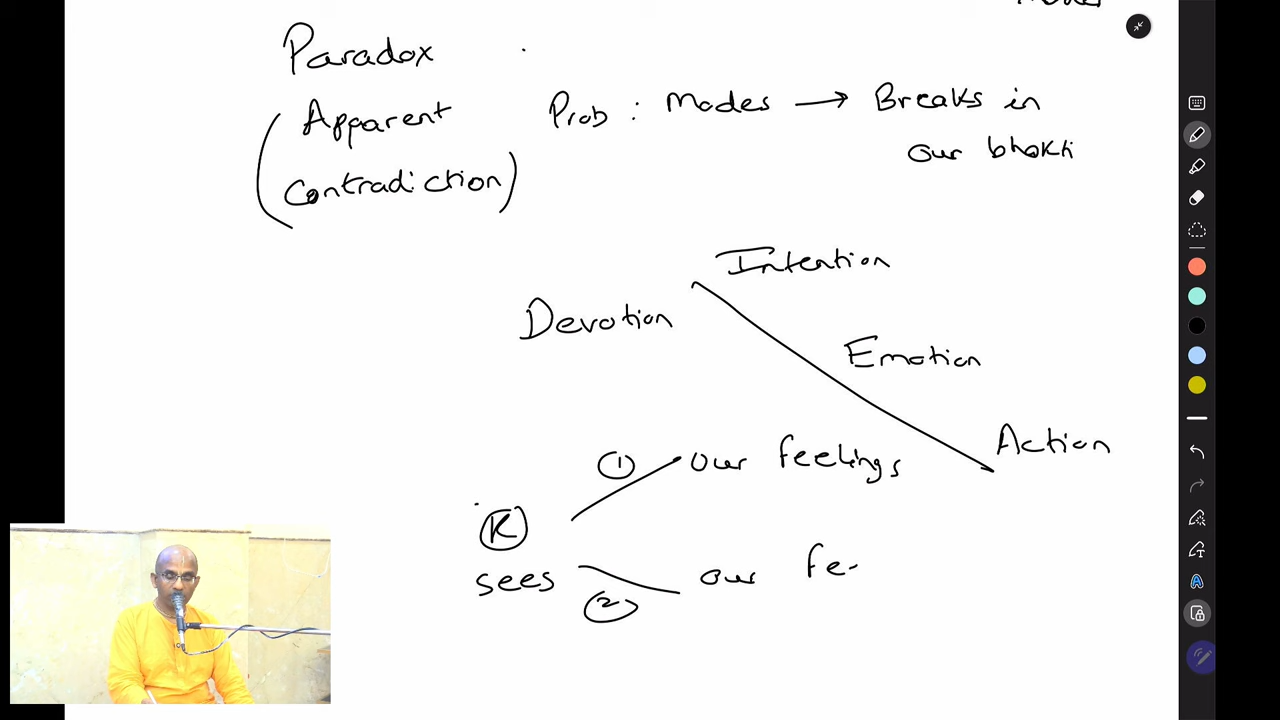 Paradox
(Apparent
Contradiction)
Prob : Modes → Breaks in
our bhakti
Intention
Devotion
Emotion
Action
① our feelings
K
sees
② our fe